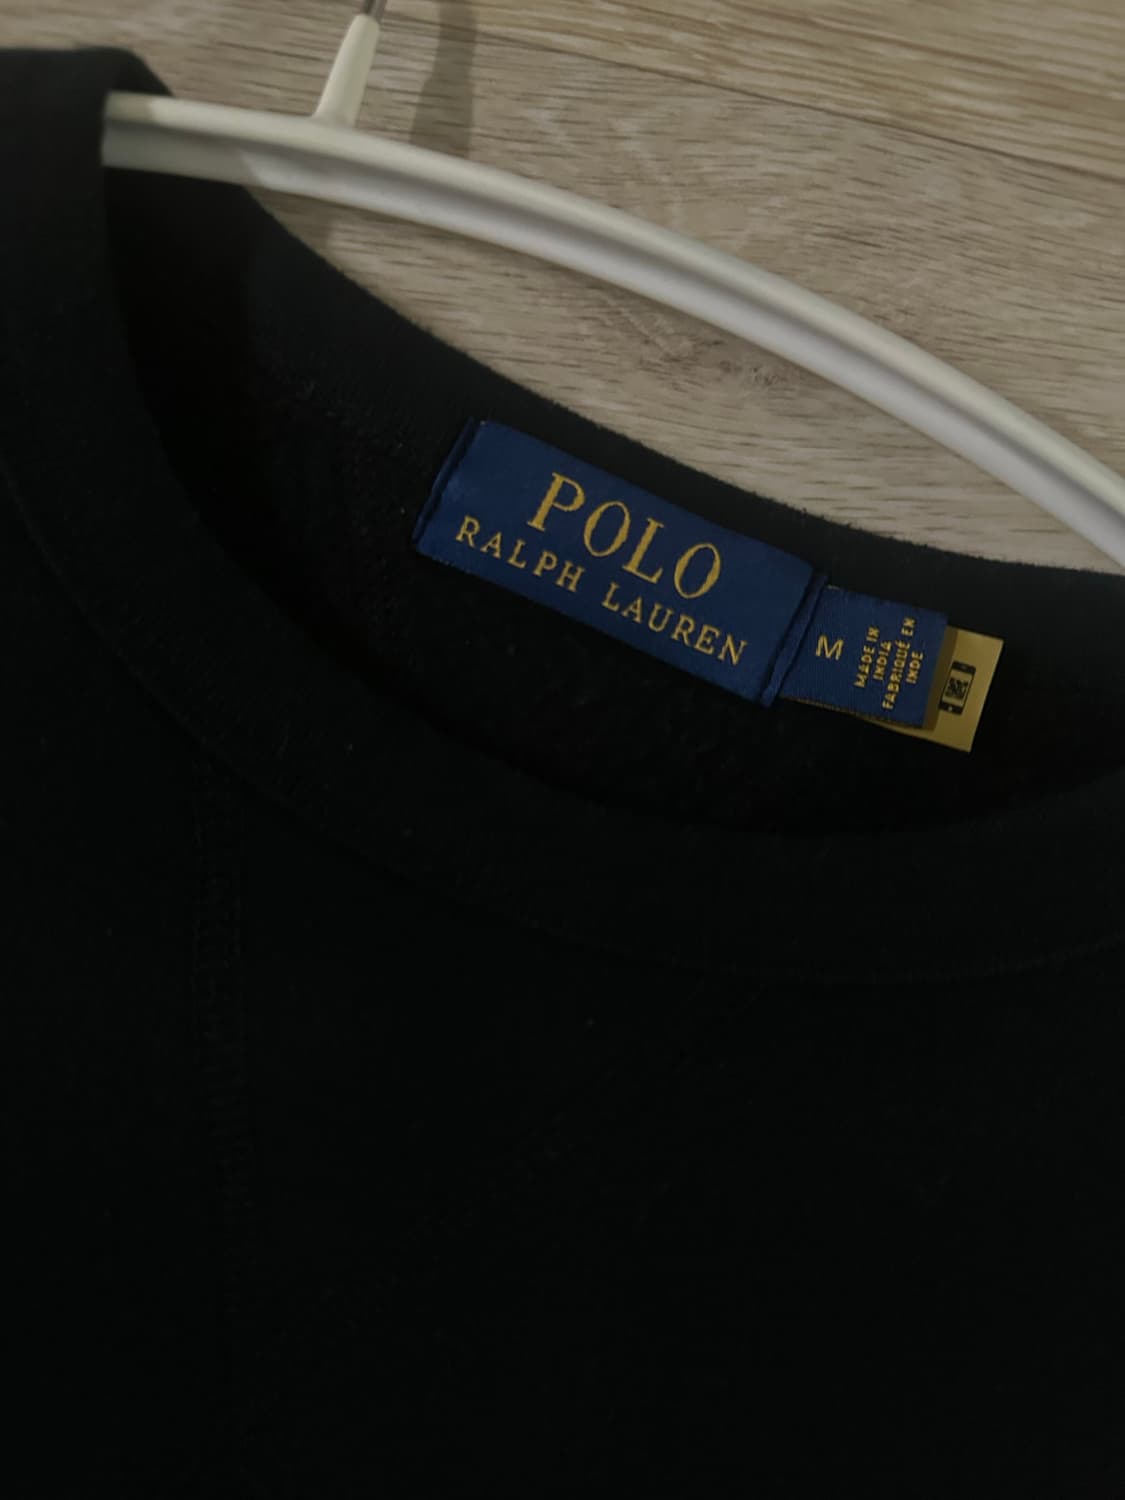 POLO
RALPH LAUREN
M
MADE IN
INDIA
FABRIQUÉ EN
INDE